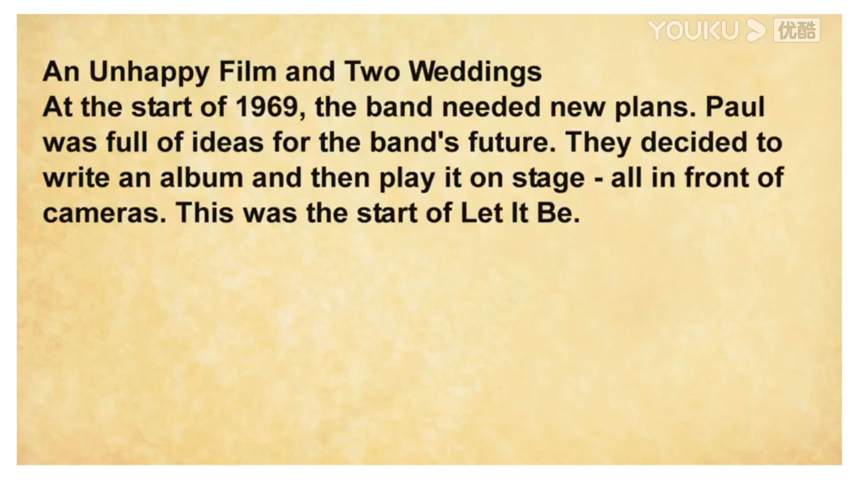 YOUKU 优酷
An Unhappy Film and Two Weddings
At the start of 1969, the band needed new plans. Paul
was full of ideas for the band's future. They decided to
write an album and then play it on stage - all in front of
cameras. This was the start of Let It Be.